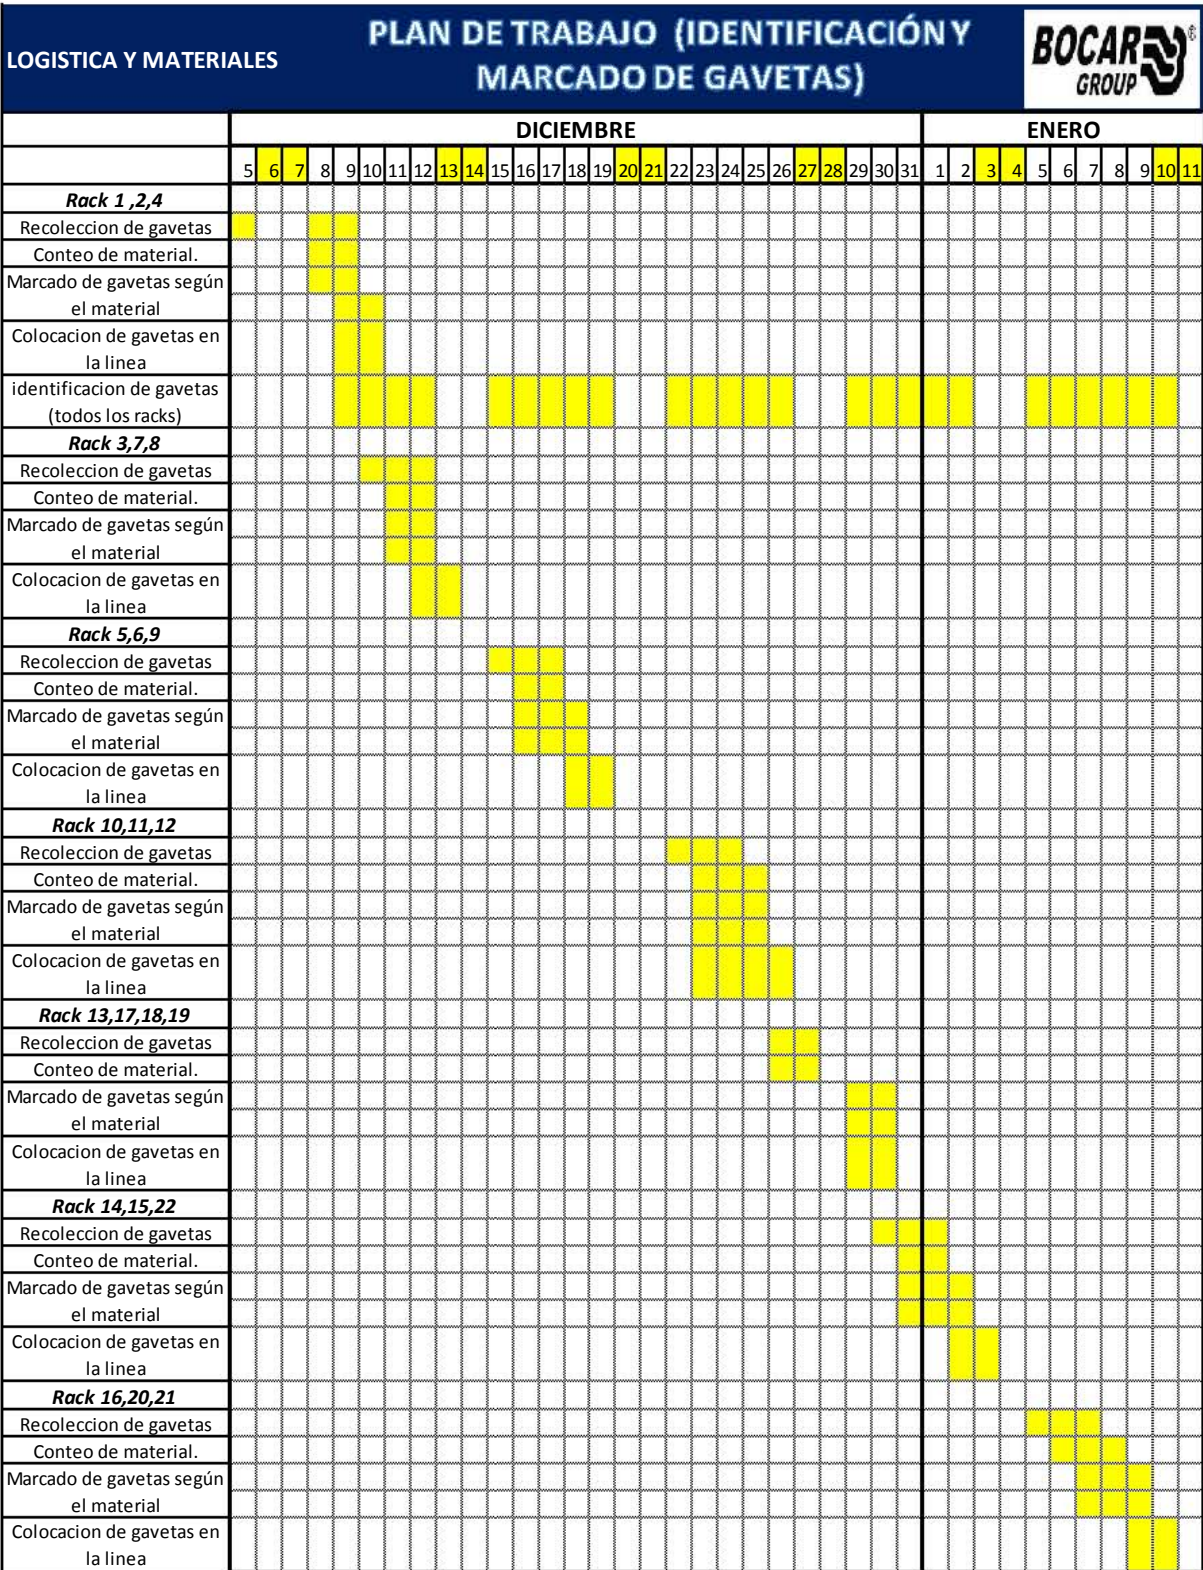 LOGISTICA Y MATERIALES
PLAN DE TRABAJO (IDENTIFICACIÓN Y
MARCADO DE GAVETAS)
BOCAR®
GROUP
DICIEMBRE ENERO
5 6 7 8 9 10 11 12 13 14 15 16 17 18 19 20 21 22 23 24 25 26 27 28 29 30 31 1 2 3 4 5 6 7 8 9 10 11
Rack 1 ,2,4
Recoleccion de gavetas
Conteo de material.
Marcado de gavetas según
el material
Colocacion de gavetas en
la linea
identificacion de gavetas
(todos los racks)
Rack 3,7,8
Recoleccion de gavetas
Conteo de material.
Marcado de gavetas según
el material
Colocacion de gavetas en
la linea
Rack 5,6,9
Recoleccion de gavetas
Conteo de material.
Marcado de gavetas según
el material
Colocacion de gavetas en
la linea
Rack 10,11,12
Recoleccion de gavetas
Conteo de material.
Marcado de gavetas según
el material
Colocacion de gavetas en
la linea
Rack 13,17,18,19
Recoleccion de gavetas
Conteo de material.
Marcado de gavetas según
el material
Colocacion de gavetas en
la linea
Rack 14,15,22
Recoleccion de gavetas
Conteo de material.
Marcado de gavetas según
el material
Colocacion de gavetas en
la linea
Rack 16,20,21
Recoleccion de gavetas
Conteo de material.
Marcado de gavetas según
el material
Colocacion de gavetas en
la linea